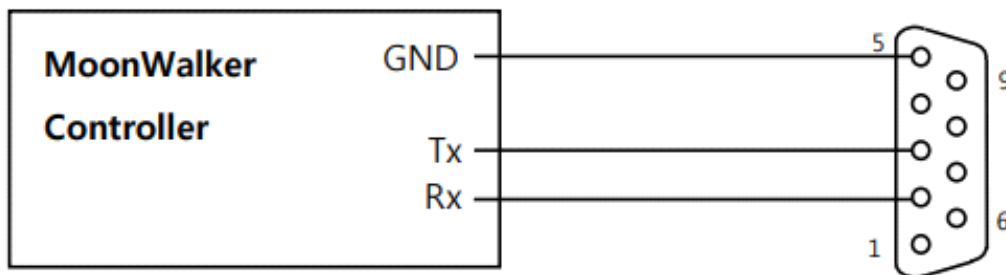 MoonWalker
Controller
GND
Tx
Rx
5
9
1
6